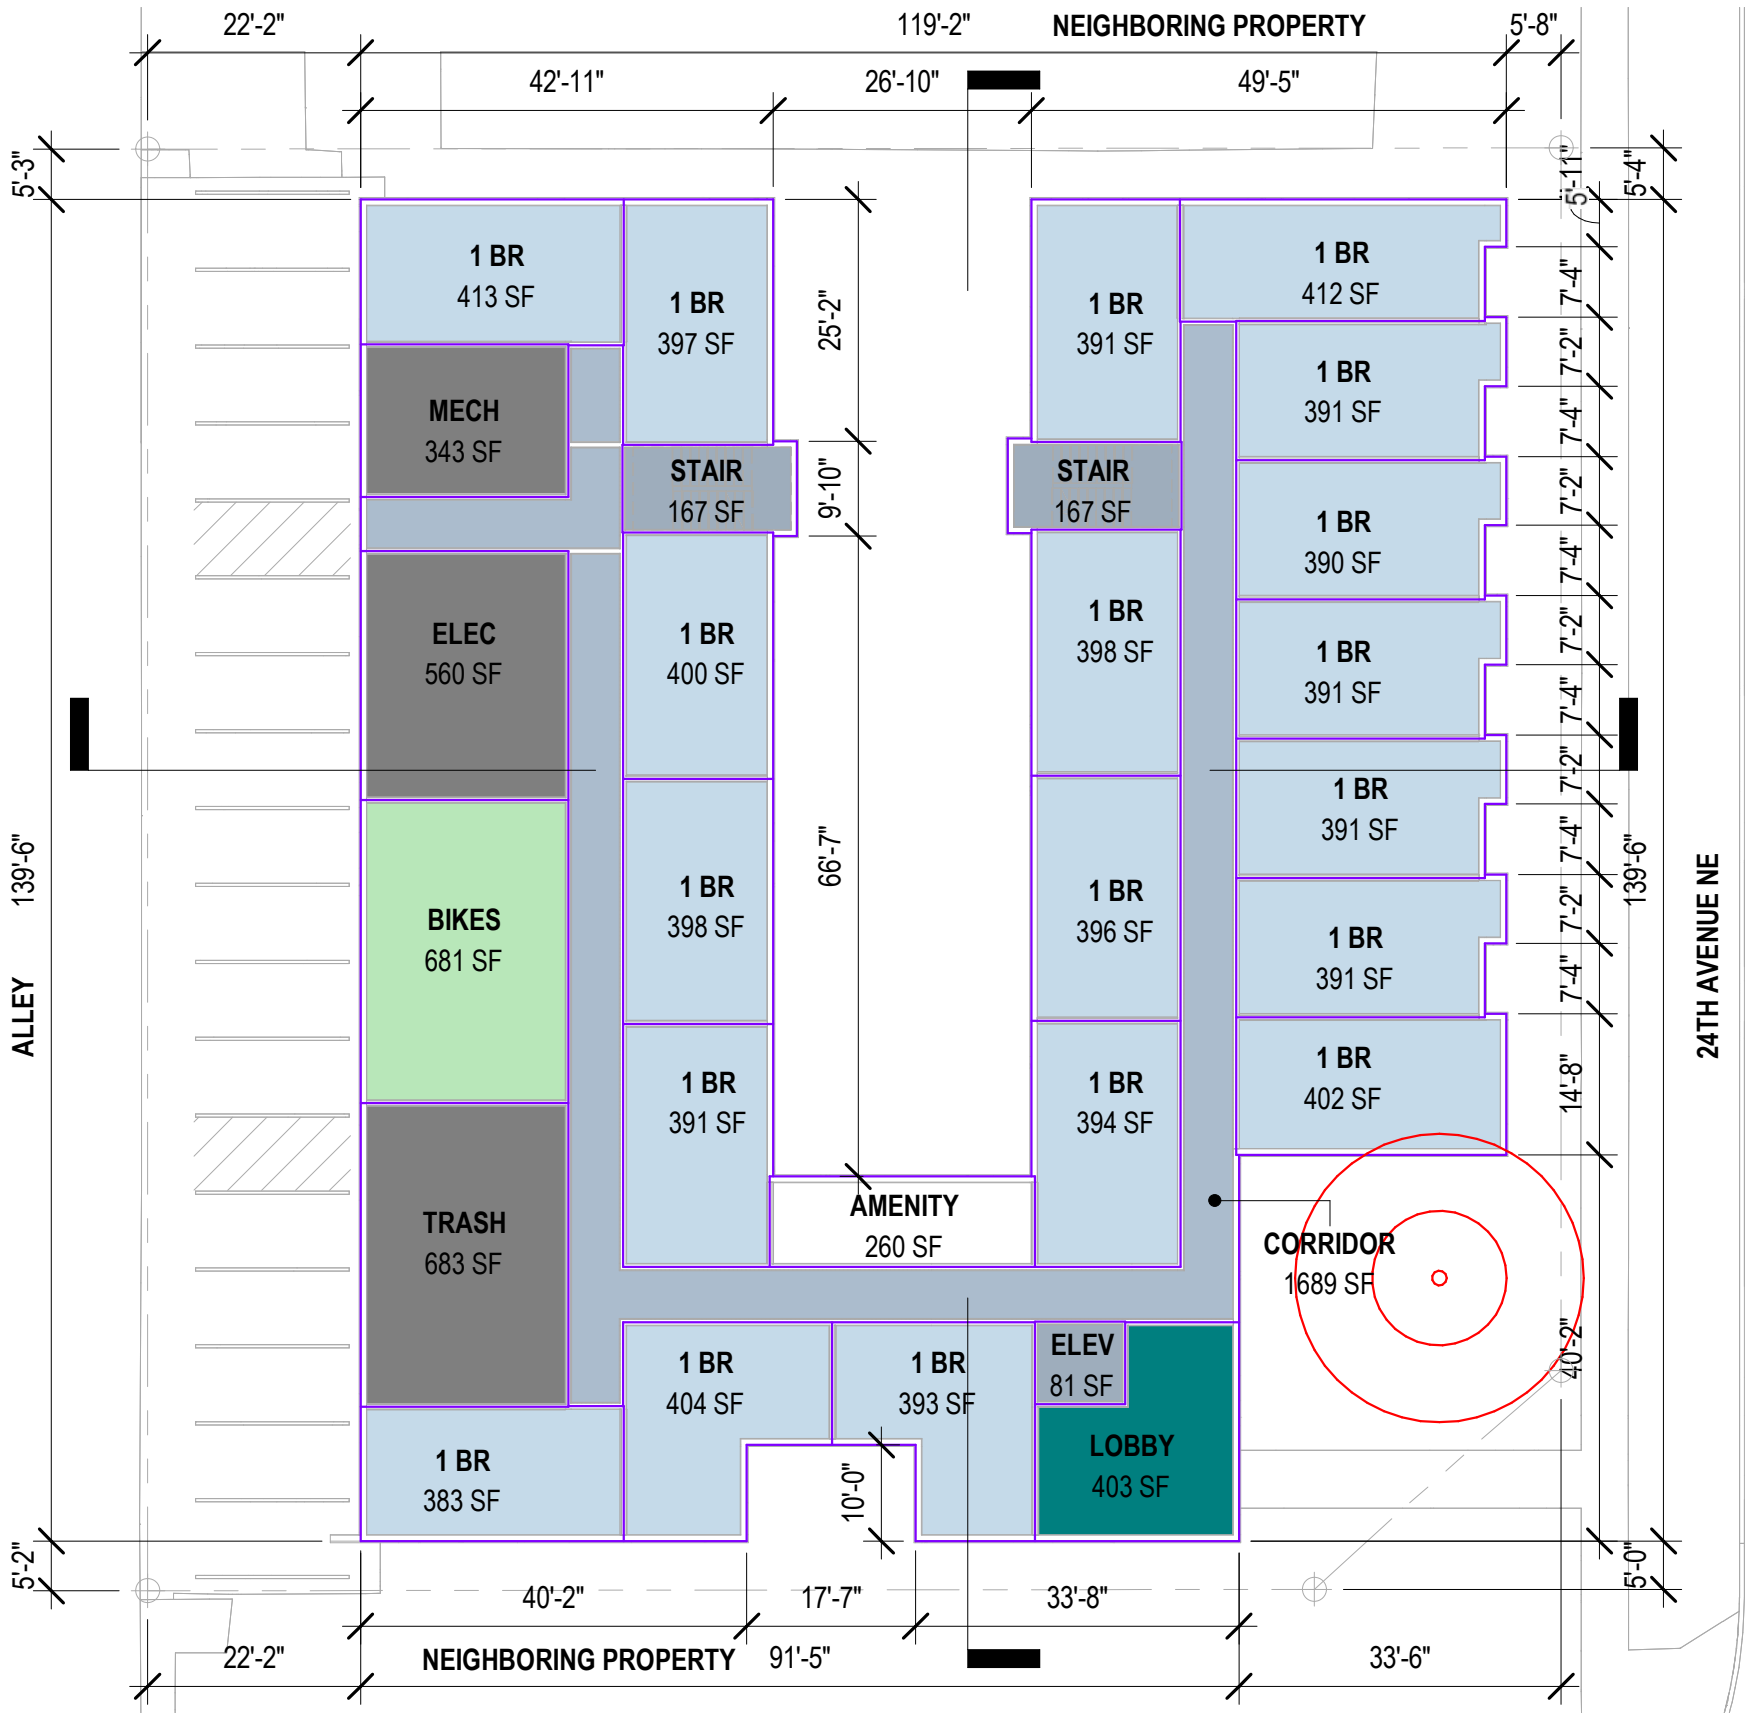 22'-2"
119'-2"
NEIGHBORING PROPERTY
5'-8"
42'-11"
26'-10"
49'-5"
5'-3"
5'-11"
5'-4"
1 BR
413 SF
1 BR
397 SF
25'-2"
1 BR
391 SF
1 BR
412 SF
7'-4"
7'-2"
MECH
343 SF
1 BR
391 SF
7'-4"
STAIR
167 SF
9'-10"
STAIR
167 SF
7'-2"
1 BR
390 SF
7'-4"
ELEC
560 SF
1 BR
400 SF
1 BR
398 SF
7'-2"
1 BR
391 SF
7'-4"
7'-2"
1 BR
391 SF
7'-4"
139'-6"
66'-7"
139'-6"
BIKES
681 SF
1 BR
398 SF
1 BR
396 SF
7'-2"
1 BR
391 SF
7'-4"
ALLEY
24TH AVENUE NE
1 BR
391 SF
1 BR
394 SF
1 BR
402 SF
14'-8"
TRASH
683 SF
AMENITY
260 SF
CORRIDOR
1689 SF
40'-2"
1 BR
404 SF
1 BR
393 SF
ELEV
81 SF
1 BR
383 SF
10'-0"
LOBBY
403 SF
5'-2"
5'-0"
40'-2"
17'-7"
33'-8"
22'-2"
NEIGHBORING PROPERTY
91'-5"
33'-6"